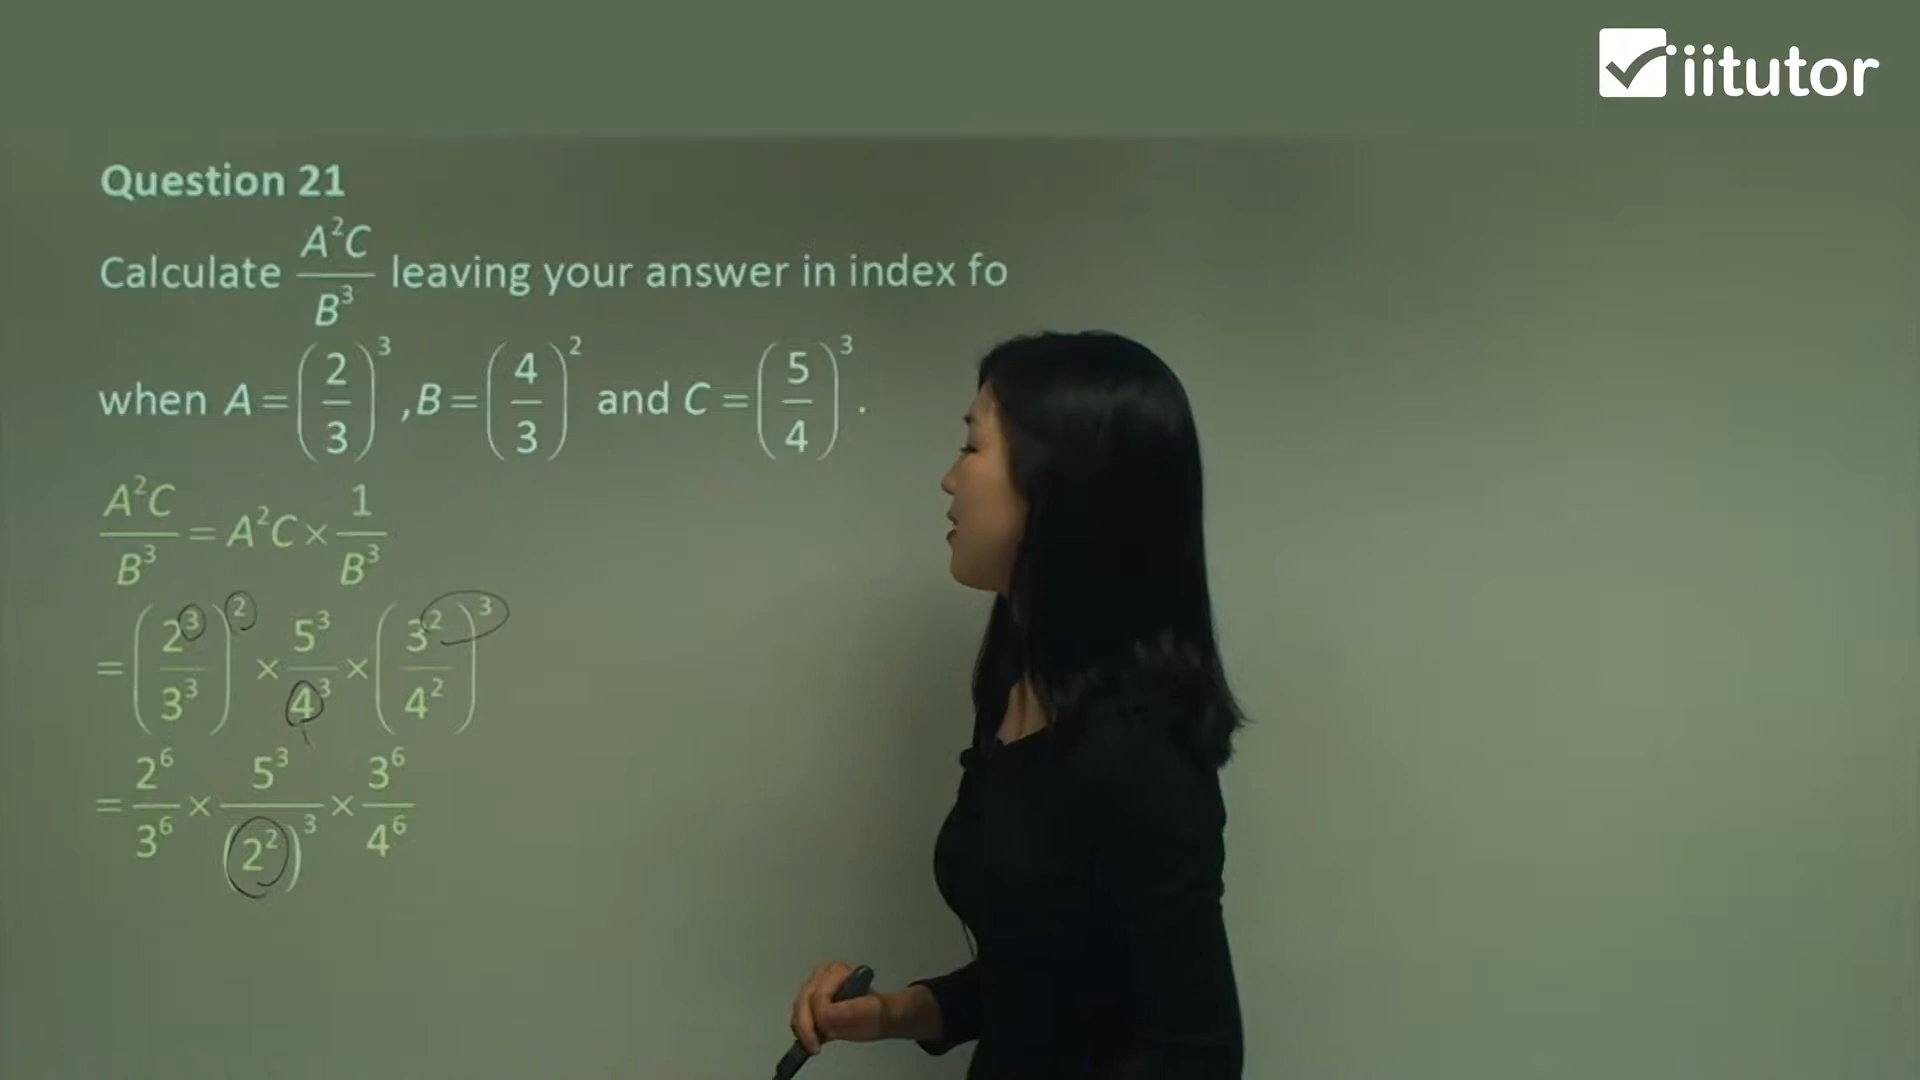 iitutor
Question 21
Calculate A²C/B³ leaving your answer in index fo
when A=(2/3)³, B=(4/3)² and C=(5/4)³.
A²C/B³ = A²C × 1/B³
= (2³/3³)² × 5³/4³ × (3²/4²)³
= 2⁶/3⁶ × 5³/(2²)³ × 3⁶/4⁶